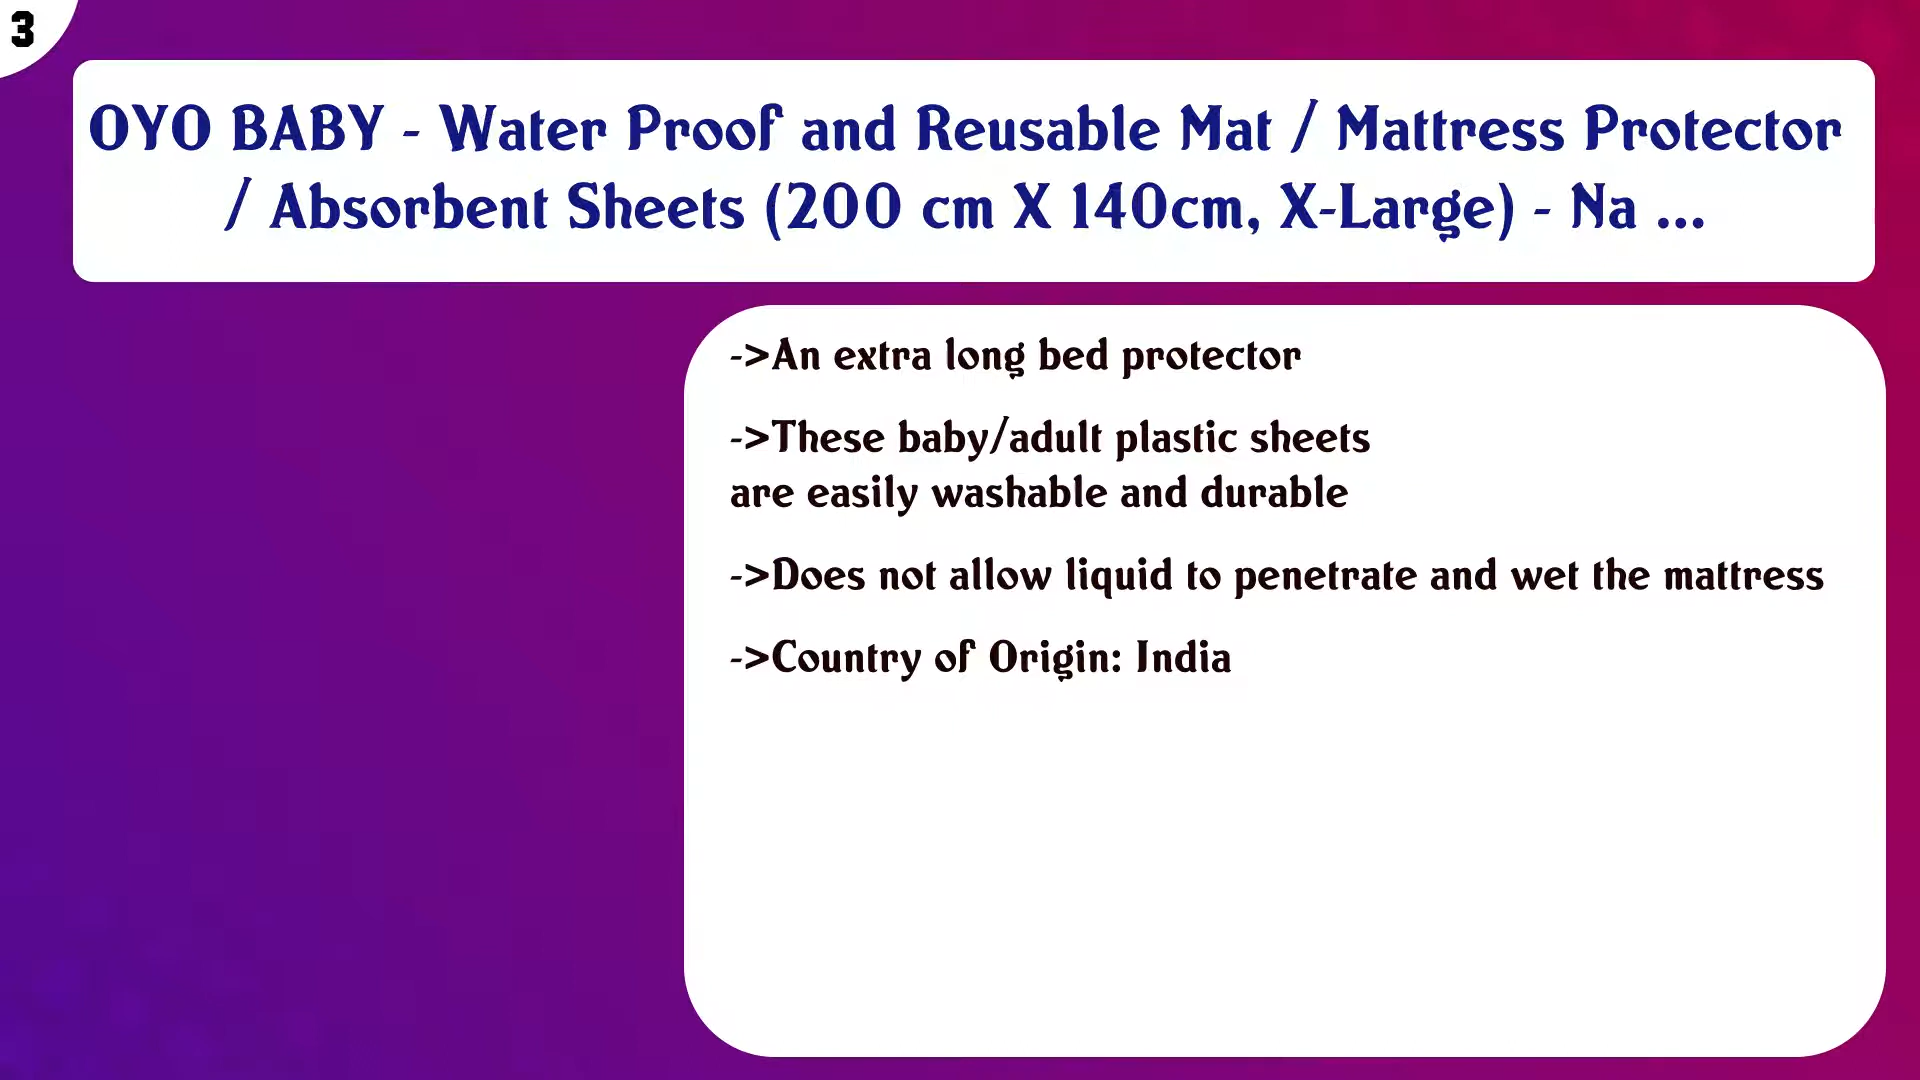 3
OYO BABY - Water Proof and Reusable Mat / Mattress Protector
/ Absorbent Sheets (200 cm X 140cm, X-Large) - Na ...
->An extra long bed protector
->These baby/adult plastic sheets
are easily washable and durable
->Does not allow liquid to penetrate and wet the mattress
->Country of Origin: India